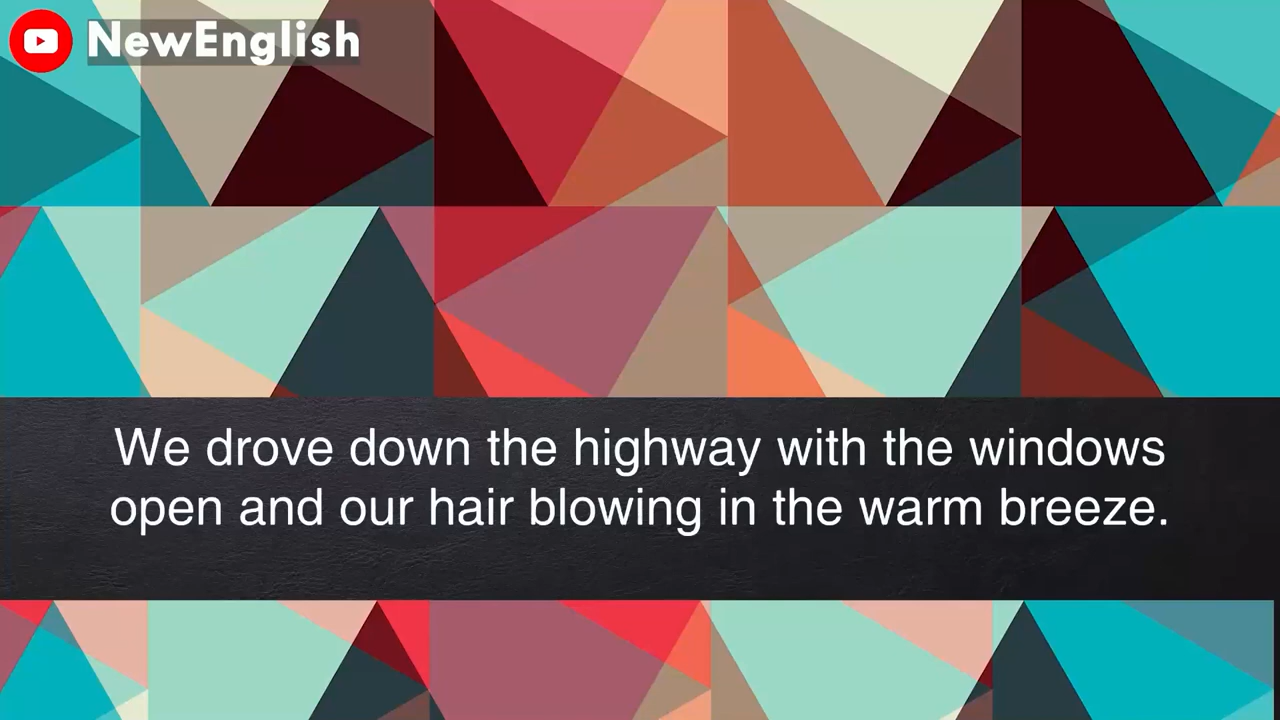 NewEnglish
We drove down the highway with the windows
open and our hair blowing in the warm breeze.